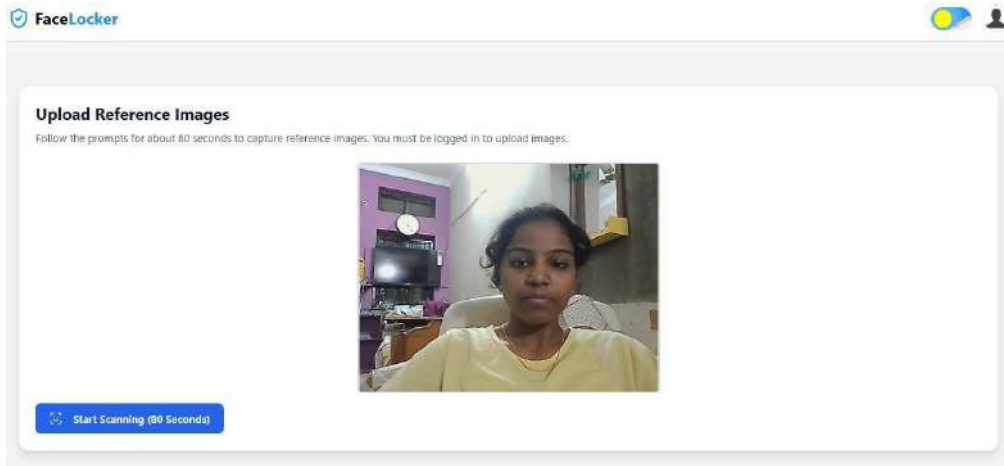 FaceLocker
Upload Reference Images
Follow the prompts for about 80 seconds to capture reference images. You must be logged in to upload images.
Start Scanning (80 Seconds)